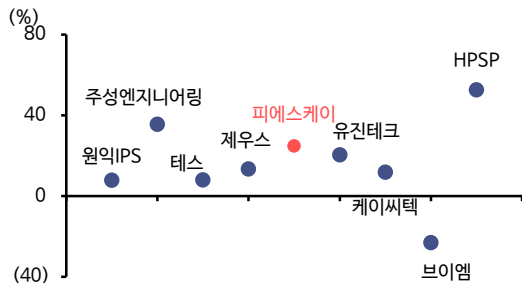 (%)
80
HPSP
주성엔지니어링
40
피에스케이
유진테크
제우스
원익IPS
테스
0
케이씨텍
브이엠
(40)